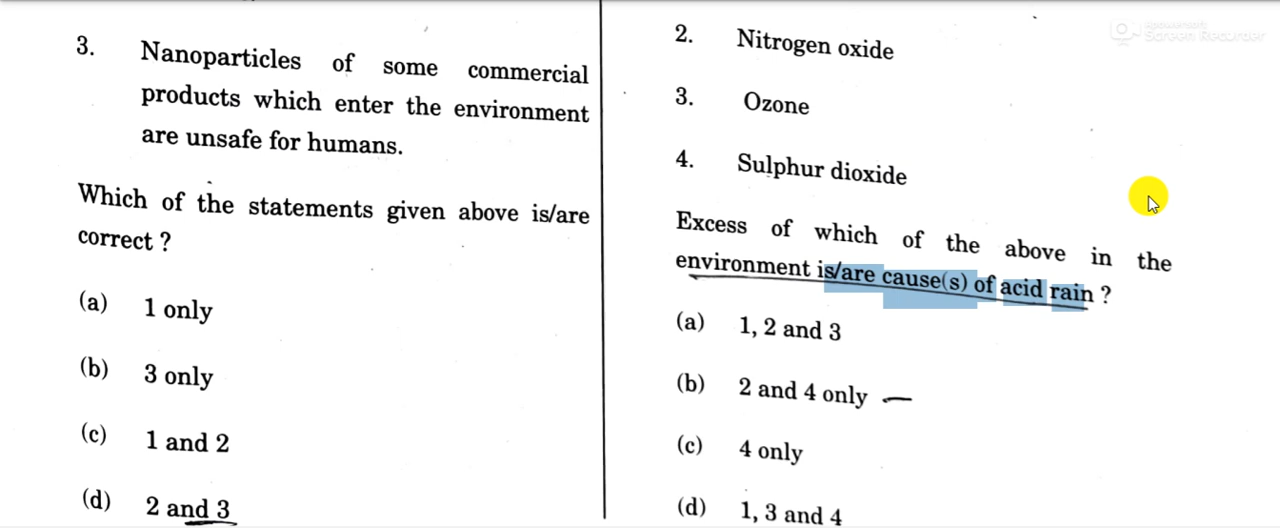 3. Nanoparticles of some commercial
products which enter the environment
are unsafe for humans.
Which of the statements given above is/are
correct ?
(a) 1 only
(b) 3 only
(c) 1 and 2
(d) 2 and 3
2. Nitrogen oxide
3. Ozone
4. Sulphur dioxide
Excess of which of the above in the
environment is/are cause(s) of acid rain ?
(a) 1, 2 and 3
(b) 2 and 4 only
(c) 4 only
(d) 1, 3 and 4
Screen Recorder